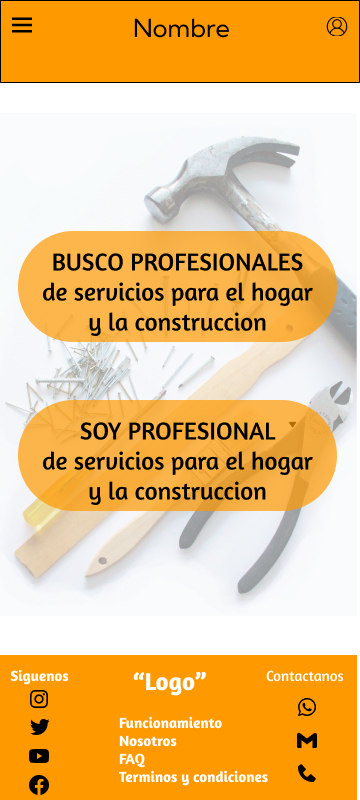 Nombre
BUSCO PROFESIONALES
de servicios para el hogar
y la construccion
SOY PROFESIONAL
de servicios para el hogar
y la construccion
Siguenos
“Logo”
Contactanos
Funcionamiento
Nosotros
FAQ
Terminos y condiciones